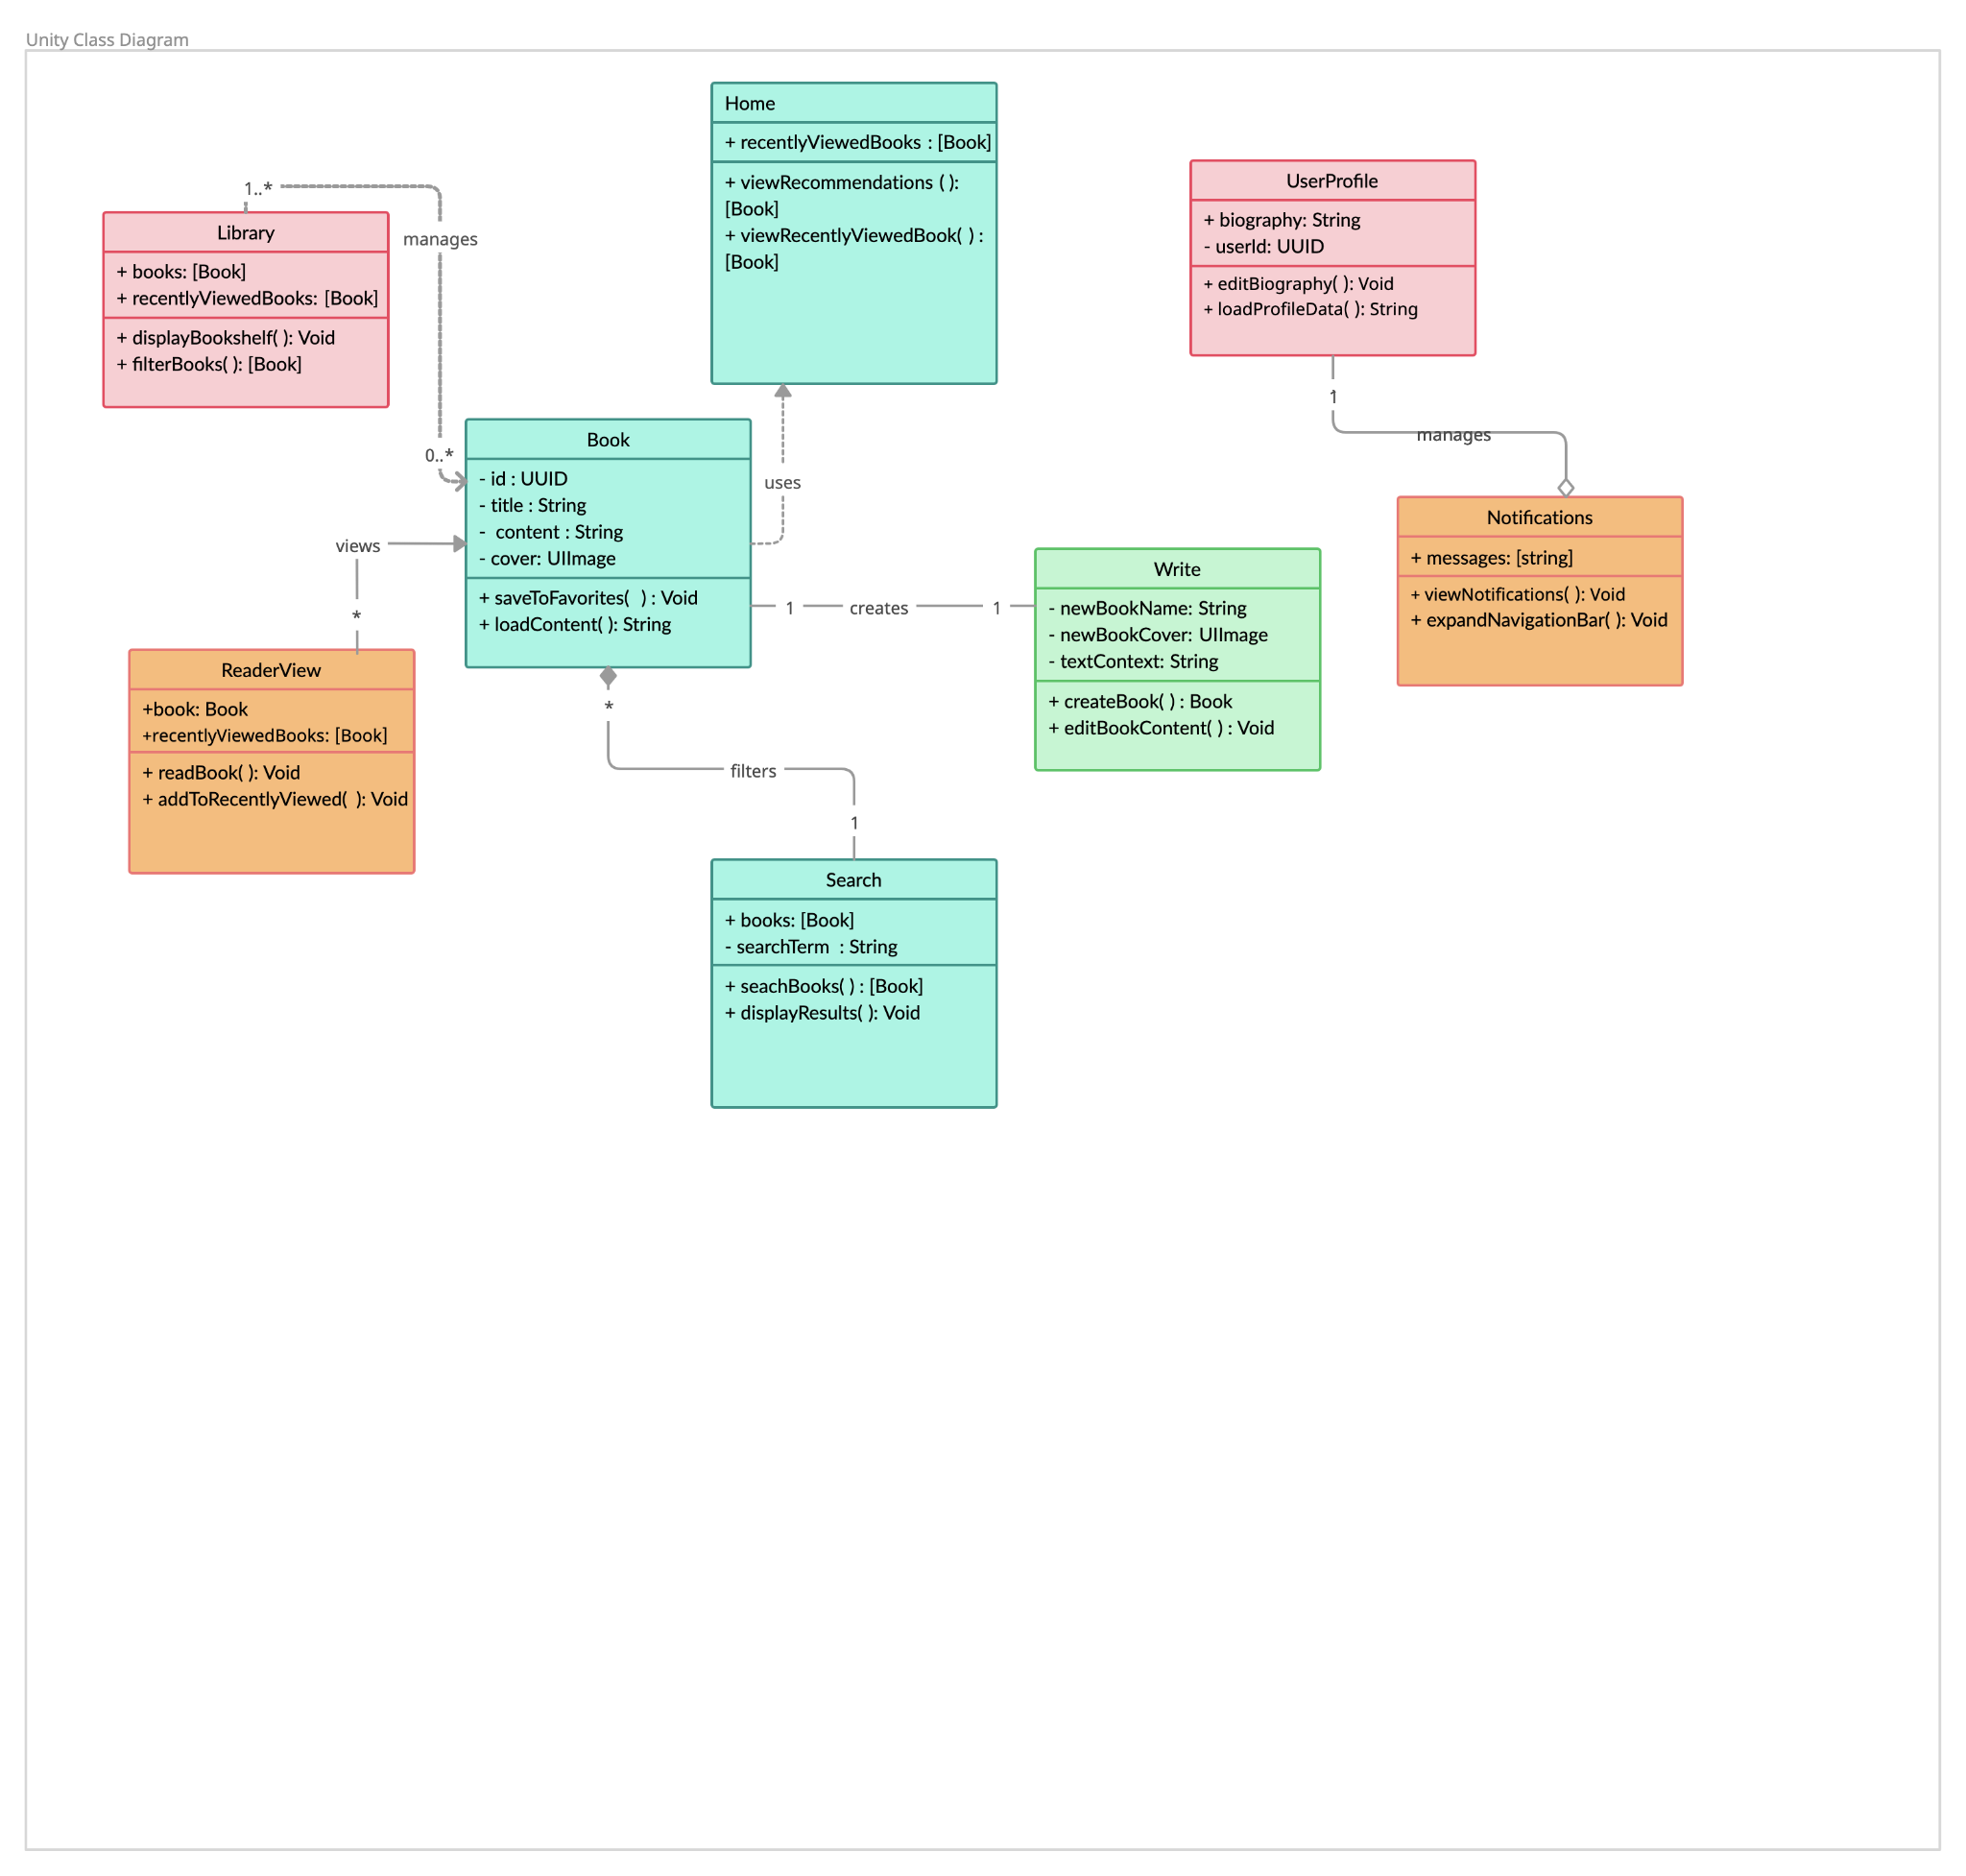 Unity Class Diagram
Home
+ recentlyViewedBooks : [Book]
+ viewRecommendations ( ):
[Book]
+ viewRecentlyViewedBook( ) :
[Book]
UserProfile
+ biography: String
- userId: UUID
+ editBiography( ): Void
+ loadProfileData( ): String
1..*
manages
0..*
Library
+ books: [Book]
+ recentlyViewedBooks: [Book]
+ displayBookshelf( ): Void
+ filterBooks( ): [Book]
1
manages
Book
- id : UUID
- title : String
-  content : String
- cover: UIImage
+ saveToFavorites(  ) : Void
+ loadContent( ): String
uses
Notifications
+ messages: [string]
+ viewNotifications( ): Void
+ expandNavigationBar( ): Void
views
*
1
creates
1
Write
- newBookName: String
- newBookCover: UIImage
- textContext: String
+ createBook( ) : Book
+ editBookContent( ) : Void
ReaderView
+book: Book
+recentlyViewedBooks: [Book]
+ readBook( ): Void
+ addToRecentlyViewed(  ): Void
*
filters
1
Search
+ books: [Book]
- searchTerm  : String
+ seachBooks( ) : [Book]
+ displayResults( ): Void